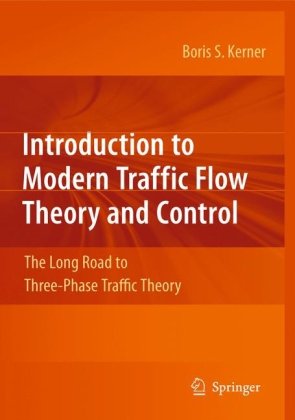 Boris S. Kerner
Introduction to
Modern Traffic Flow
Theory and Control
The Long Road to
Three-Phase Traffic Theory
Springer